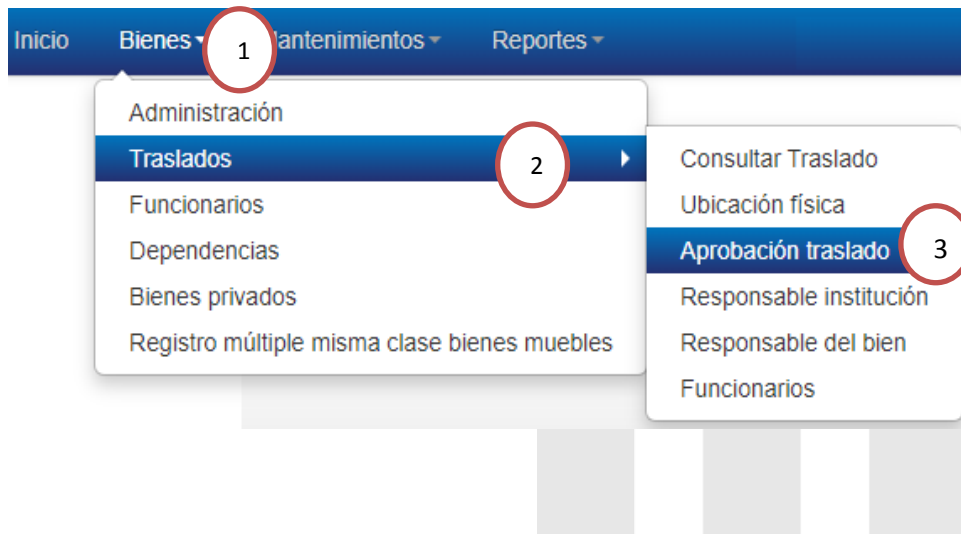 Inicio Bienes 1 Mantenimientos Reportes
Administración
Traslados 2
Funcionarios
Dependencias
Bienes privados
Registro múltiple misma clase bienes muebles
Consultar Traslado
Ubicación física
Aprobación traslado 3
Responsable institución
Responsable del bien
Funcionarios